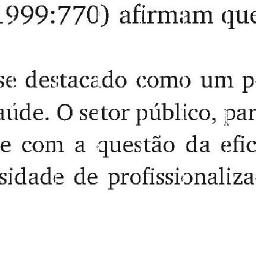 1999:770) afirmam que
se destacado como um p
aúde. O setor público, par
e com a questão da efic
sidade de profissionaliza